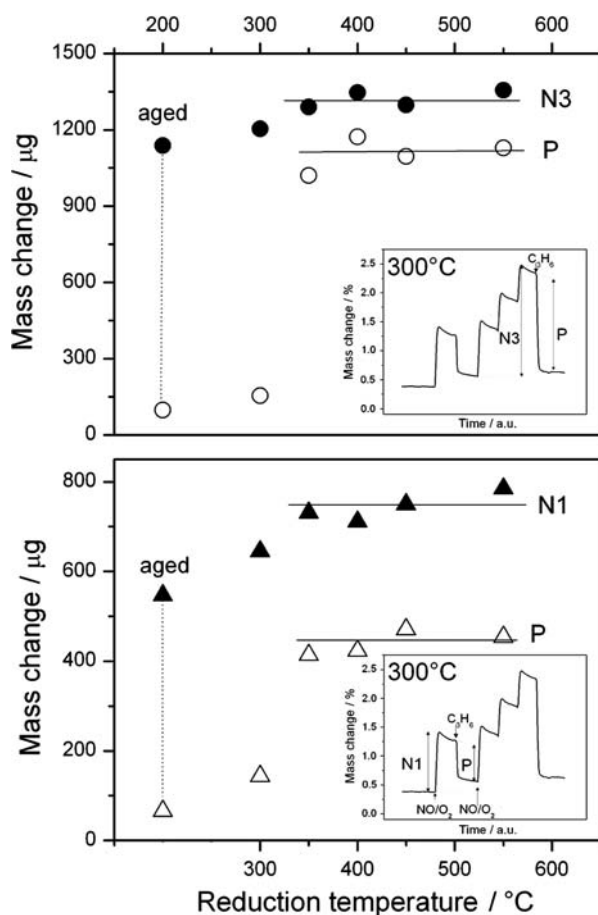 200 300 400 500 600
1500
1200
900
600
300
0
Mass change / µg
aged
N3
P
300°C
C3H6
2.5
2.0
1.5
1.0
0.5
0.0
Mass change / %
N3
P
Time / a.u.
800
600
400
200
0
Mass change / µg
aged
N1
P
300°C
C3H6
2.5
2.0
1.5
1.0
0.5
0.0
Mass change / %
N1
P
NO/O2 NO/O2
Time / a.u.
300 400 500 600
Reduction temperature / °C